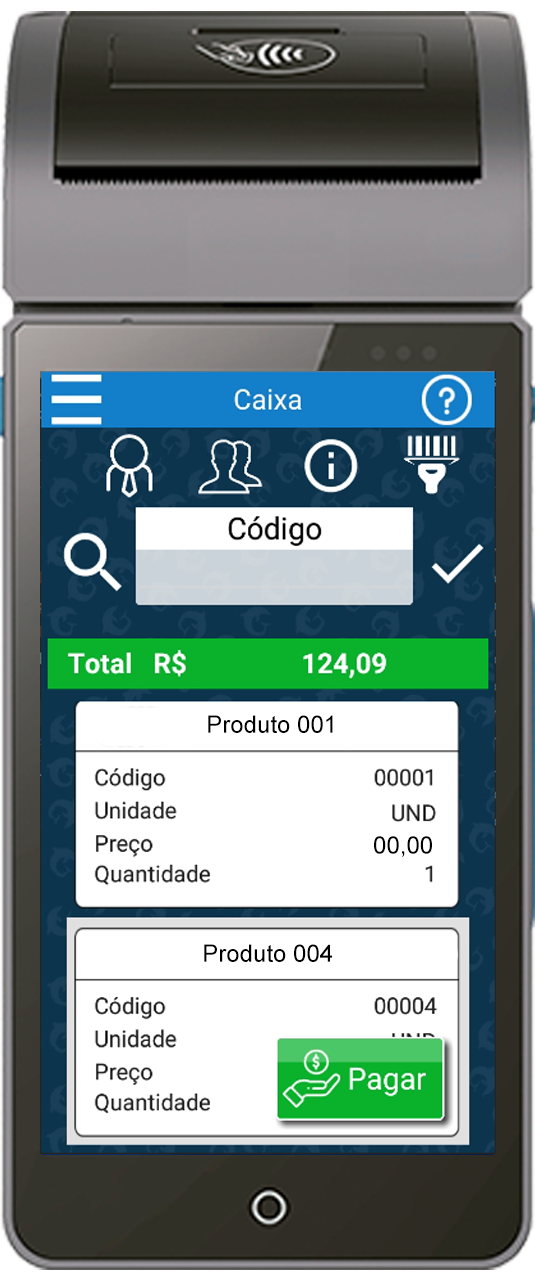 Caixa
?
Código
Total R$ 124,09
Produto 001
Código 00001
Unidade UND
Preço 00,00
Quantidade 1
Produto 004
Código 00004
Unidade UND
Preço
Quantidade
$
Pagar